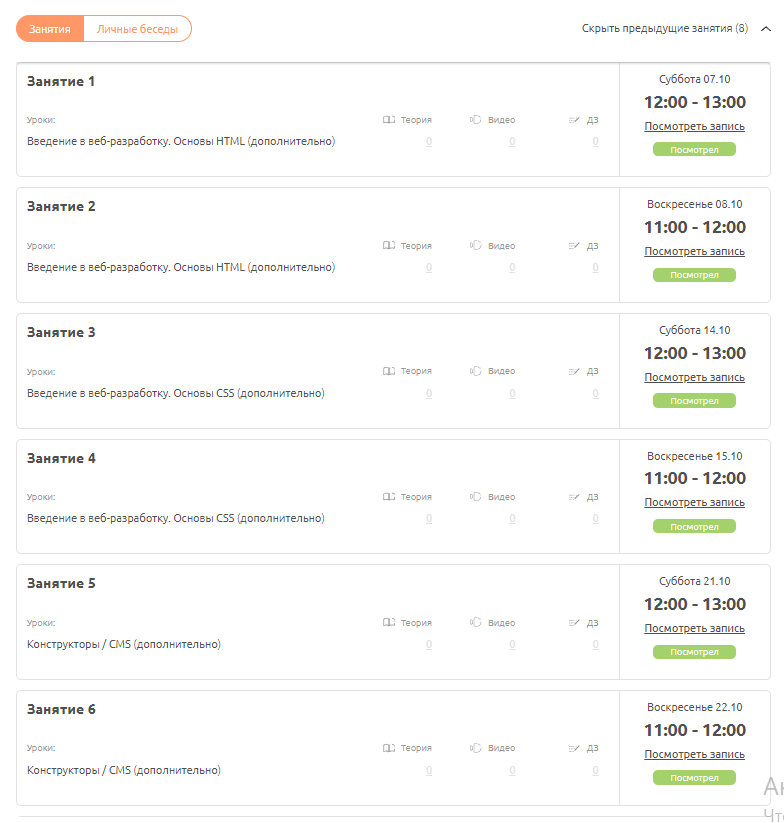 Занятия Личные беседы Скрыть предыдущие занятия (8)
Занятие 1
Уроки: Теория Видео ДЗ
Введение в веб-разработку. Основы HTML (дополнительно) 0 0 0
Суббота 07.10
12:00 - 13:00
Посмотреть запись
Посмотрел
Занятие 2
Уроки: Теория Видео ДЗ
Введение в веб-разработку. Основы HTML (дополнительно) 0 0 0
Воскресенье 08.10
11:00 - 12:00
Посмотреть запись
Посмотрел
Занятие 3
Уроки: Теория Видео ДЗ
Введение в веб-разработку. Основы CSS (дополнительно) 0 0 0
Суббота 14.10
12:00 - 13:00
Посмотреть запись
Посмотрел
Занятие 4
Уроки: Теория Видео ДЗ
Введение в веб-разработку. Основы CSS (дополнительно) 0 0 0
Воскресенье 15.10
11:00 - 12:00
Посмотреть запись
Посмотрел
Занятие 5
Уроки: Теория Видео ДЗ
Конструкторы / CMS (дополнительно) 0 0 0
Суббота 21.10
12:00 - 13:00
Посмотреть запись
Посмотрел
Занятие 6
Уроки: Теория Видео ДЗ
Конструкторы / CMS (дополнительно) 0 0 0
Воскресенье 22.10
11:00 - 12:00
Посмотреть запись
Посмотрел